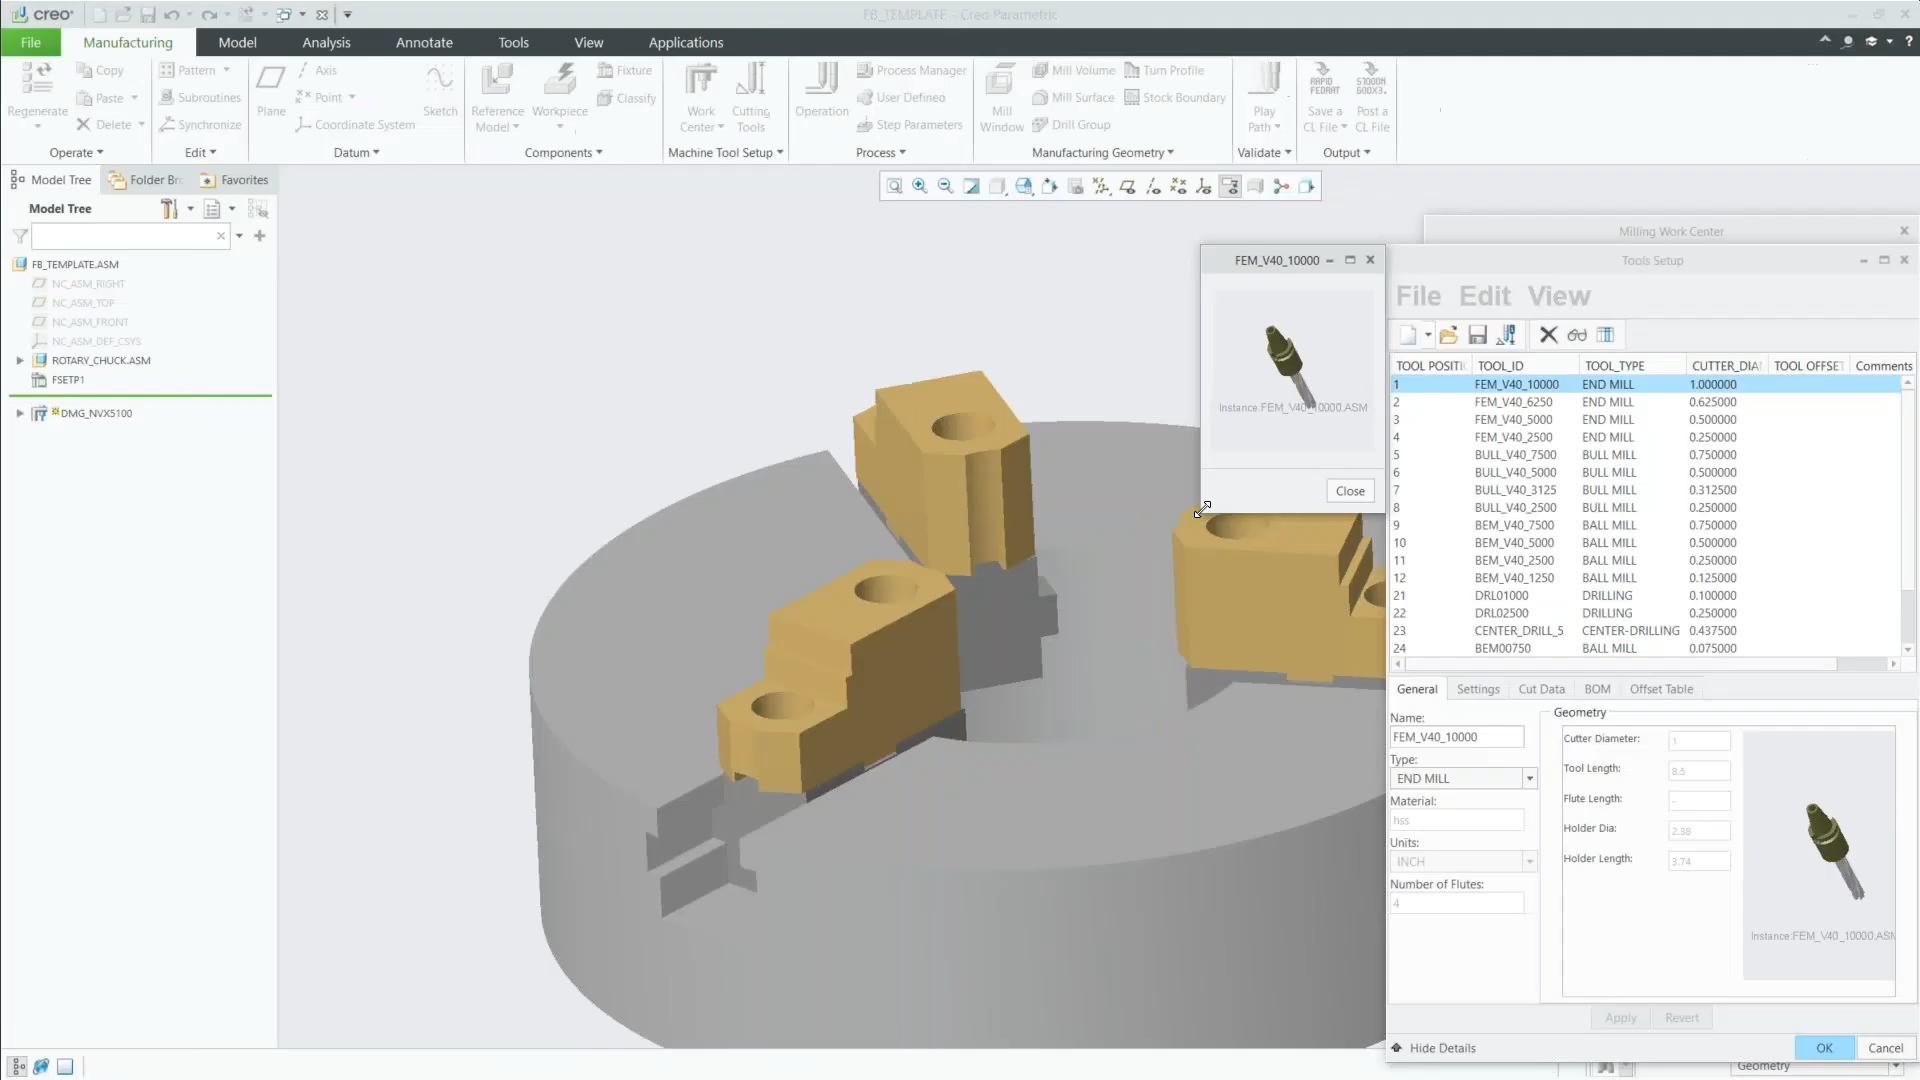 creo
FB_TEMPLATE - Creo Parametric
File
Manufacturing
Model
Analysis
Annotate
Tools
View
Applications
Regenerate
Copy
Paste
Delete
Operate
Pattern
Subroutines
Synchronize
Edit
Plane
Axis
Point
Coordinate System
Sketch
Datum
Reference
Model
Workpiece
Fixture
Classify
Components
Work
Center
Cutting
Tools
Machine Tool Setup
Operation
Process Manager
User Defineo
Step Parameters
Process
Mill
Window
Mill Volume
Mill Surface
Drill Group
Turn Profile
Stock Boundary
Manufacturing Geometry
Play
Path
Validate
RAPID
FEDRAT
Save a
CL File
Post a
CL File
Output
Model Tree
Folder Br
Favorites
Model Tree
FB_TEMPLATE.ASM
NC_ASM_RIGHT
NC_ASM_TOP
NC_ASM_FRONT
NC_ASM_DEF_CSYS
ROTARY_CHUCK.ASM
FSETP1
DMG_NVX5100
FEM_V40_10000
Instance:FEM_V40_10000.ASM
Close
Milling Work Center
Tools Setup
File Edit View
TOOL POSITI TOOL_ID TOOL_TYPE CUTTER_DIA TOOL OFFSET Comments
1 FEM_V40_10000 END MILL 1.000000
2 FEM_V40_6250 END MILL 0.625000
3 FEM_V40_5000 END MILL 0.500000
4 FEM_V40_2500 END MILL 0.250000
5 BULL_V40_7500 BULL MILL 0.750000
6 BULL_V40_5000 BULL MILL 0.500000
7 BULL_V40_3125 BULL MILL 0.312500
8 BULL_V40_2500 BULL MILL 0.250000
9 BEM_V40_7500 BALL MILL 0.750000
10 BEM_V40_5000 BALL MILL 0.500000
11 BEM_V40_2500 BALL MILL 0.250000
12 BEM_V40_1250 BALL MILL 0.125000
21 DRL01000 DRILLING 0.100000
22 DRL02500 DRILLING 0.250000
23 CENTER_DRILL_5 CENTER-DRILLING 0.437500
24 BEM00750 BALL MILL 0.075000
General Settings Cut Data BOM Offset Table
Name:
FEM_V40_10000
Type:
END MILL
Material:
hss
Units:
INCH
Number of Flutes:
4
Geometry
Cutter Diameter: 1
Tool Length: 8.5
Flute Length: -
Holder Dia: 2.38
Holder Length: 3.74
Instance:FEM_V40_10000.ASM
Apply
Revert
Hide Details
OK
Cancel
Geometry